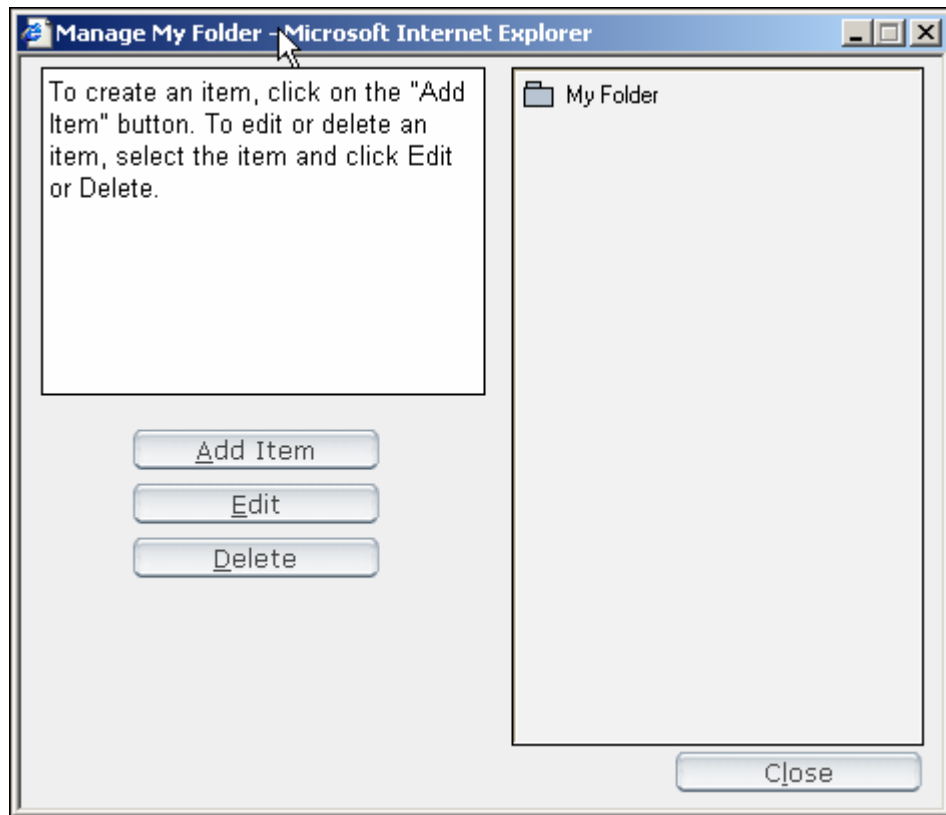 Manage My Folder - Microsoft Internet Explorer
To create an item, click on the "Add
Item" button. To edit or delete an
item, select the item and click Edit
or Delete.
My Folder
Add Item
Edit
Delete
Close